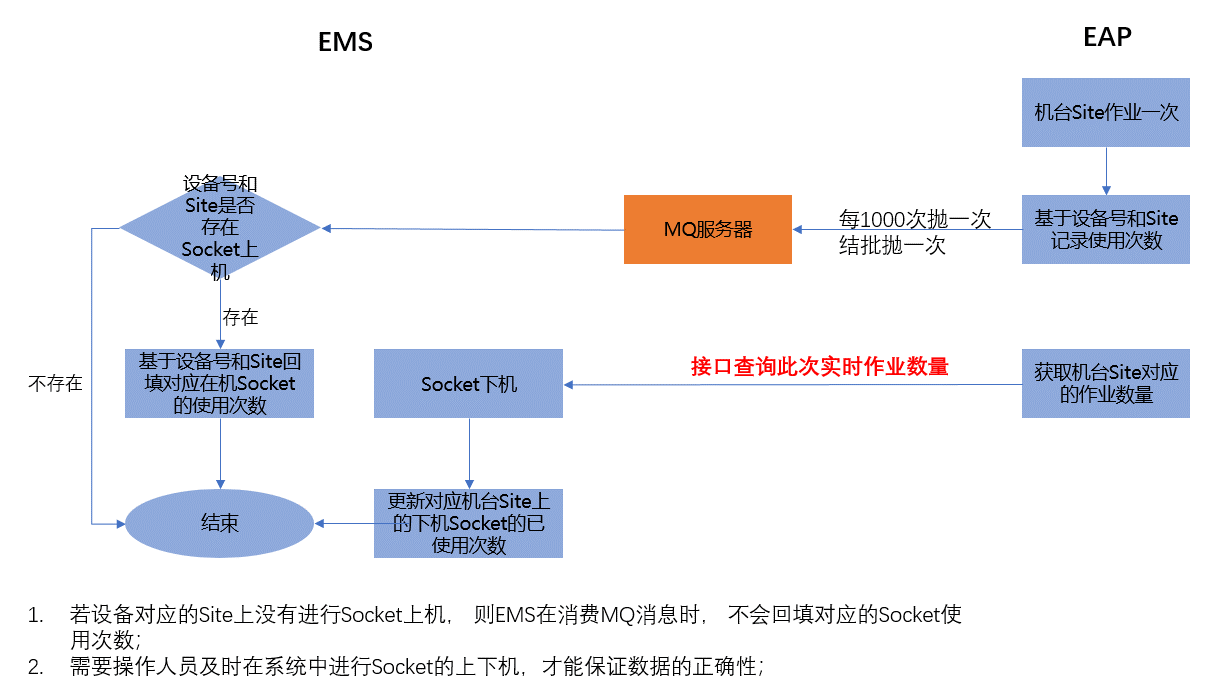 EMS
EAP
机台Site作业一次
设备号和
Site是否
存在
Socket上
机
MQ服务器
每1000次抛一次
结批抛一次
基于设备号和Site
记录使用次数
存在
不存在
基于设备号和Site回
填对应在机Socket
的使用次数
Socket下机
接口查询此次实时作业数量
获取机台Site对应
的作业数量
结束
更新对应机台Site上
的下机Socket的已
使用次数
1. 若设备对应的Site上没有进行Socket上机， 则EMS在消费MQ消息时， 不会回填对应的Socket使
用次数；
2. 需要操作人员及时在系统中进行Socket的上下机，才能保证数据的正确性；